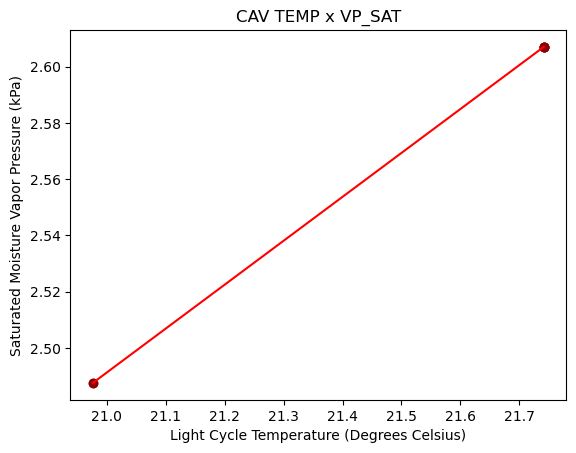 CAV TEMP x VP_SAT
Saturated Moisture Vapor Pressure (kPa)
2.60
2.58
2.56
2.54
2.52
2.50
21.0 21.1 21.2 21.3 21.4 21.5 21.6 21.7
Light Cycle Temperature (Degrees Celsius)